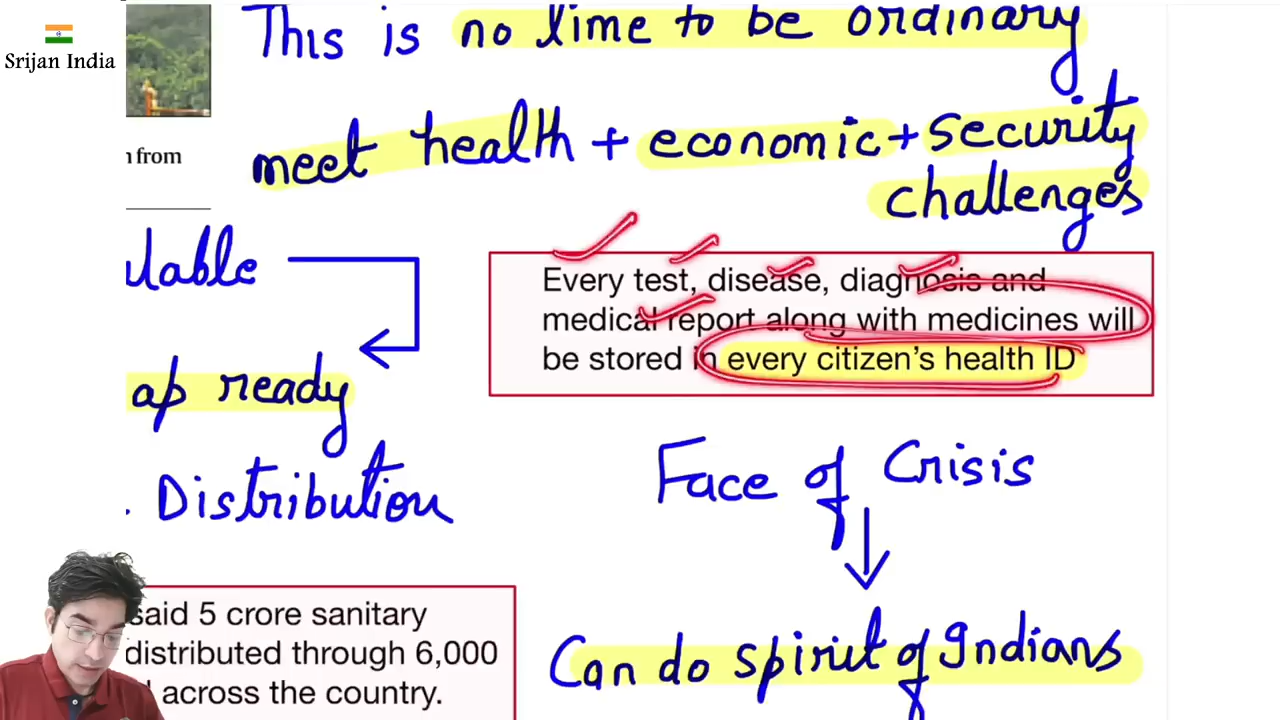 Srijan India
This is no time to be ordinary
meet health + economic + security
challenges
from
lable
Every test, disease, diagnosis and
medical report along with medicines will
be stored in every citizen's health ID
ap ready
. Distribution
Face of Crisis
said 5 crore sanitary
distributed through 6,000
across the country.
Can do spirit of Indians